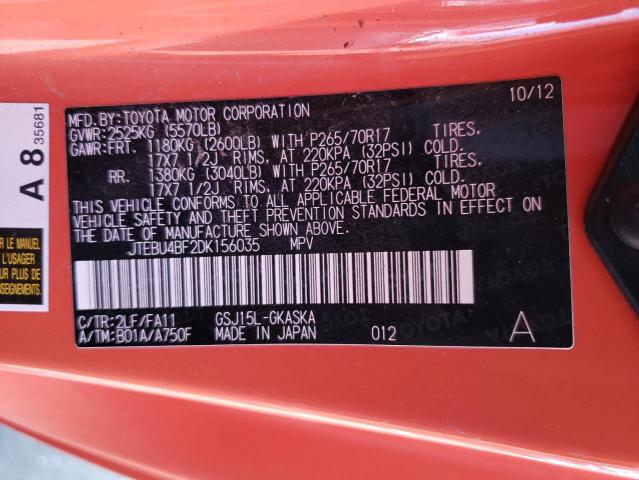 MFD.BY:TOYOTA MOTOR CORPORATION 10/12
GVWR:2525KG (5570LB)
GAWR:FRT. 1180KG (2600LB) WITH P265/70R17 TIRES,
17X7 1/2J RIMS, AT 220KPA (32PSI) COLD.
RR. 1380KG (3040LB) WITH P265/70R17 TIRES,
17X7 1/2J RIMS, AT 220KPA (32PSI) COLD.
THIS VEHICLE CONFORMS TO ALL APPLICABLE FEDERAL MOTOR
VEHICLE SAFETY BUMPER AND THEFT PREVENTION STANDARDS IN EFFECT ON
THE DATE OF MANUFACTURE SHOWN ABOVE.
JTEBU4BF2DK156035 MPV
C/TR:2LF/FA11 GSJ15L-GKASKA
A/TM:B01A/A750F MADE IN JAPAN 012 A
A 8 35681
R LE MANUEL
L'USAGER
SUR PLUS DE
NSEIGNEMENTS